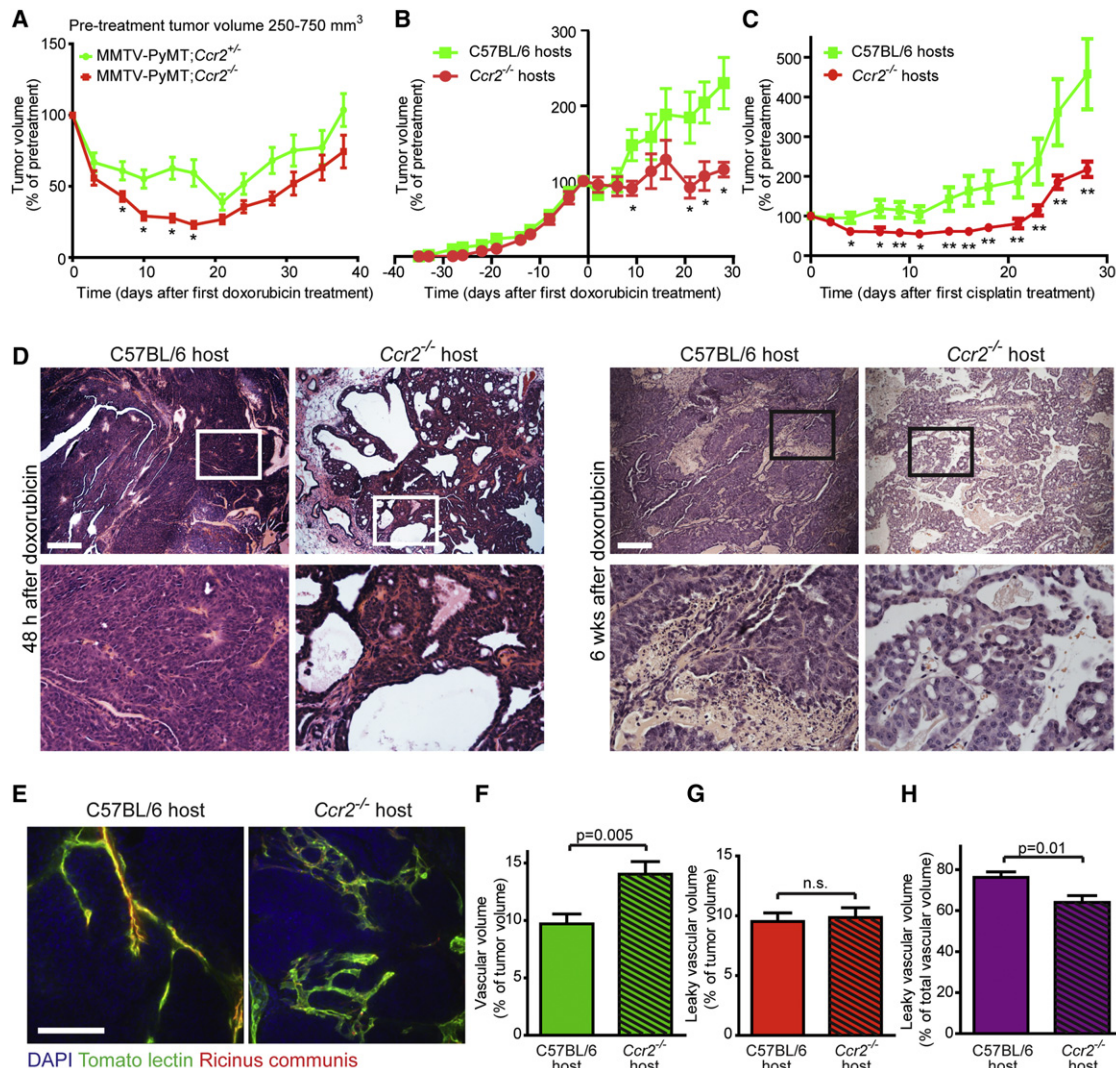 A
Pre-treatment tumor volume 250-750 mm³
MMTV-PyMT;Ccr2+/-
MMTV-PyMT;Ccr2-/-
Tumor volume
(% of pretreatment)
100
50
0
* * * *
0 10 20 30 40
Time (days after first doxorubicin treatment)
B
C57BL/6 hosts
Ccr2-/- hosts
Tumor volume
(% of pretreatment)
300
200
100
* * * *
-40 -30 -20 -10 0 10 20 30
Time (days after first doxorubicin treatment)
C
C57BL/6 hosts
Ccr2-/- hosts
Tumor volume
(% of pretreatment)
500
400
300
200
100
0
* * ** * ** ** ** ** ** ** **
0 10 20 30
Time (days after first cisplatin treatment)
D
C57BL/6 host
Ccr2-/- host
48 h after doxorubicin
C57BL/6 host
Ccr2-/- host
6 wks after doxorubicin
E
C57BL/6 host
Ccr2-/- host
DAPI Tomato lectin Ricinus communis
F
p=0.005
Vascular volume
(% of tumor volume)
15
10
5
0
C57BL/6
host
Ccr2-/-
host
G
n.s.
Leaky vascular volume
(% of tumor volume)
15
10
5
0
C57BL/6
host
Ccr2-/-
host
H
p=0.01
Leaky vascular volume
(% of total vascular volume)
80
60
40
20
0
C57BL/6
host
Ccr2-/-
host